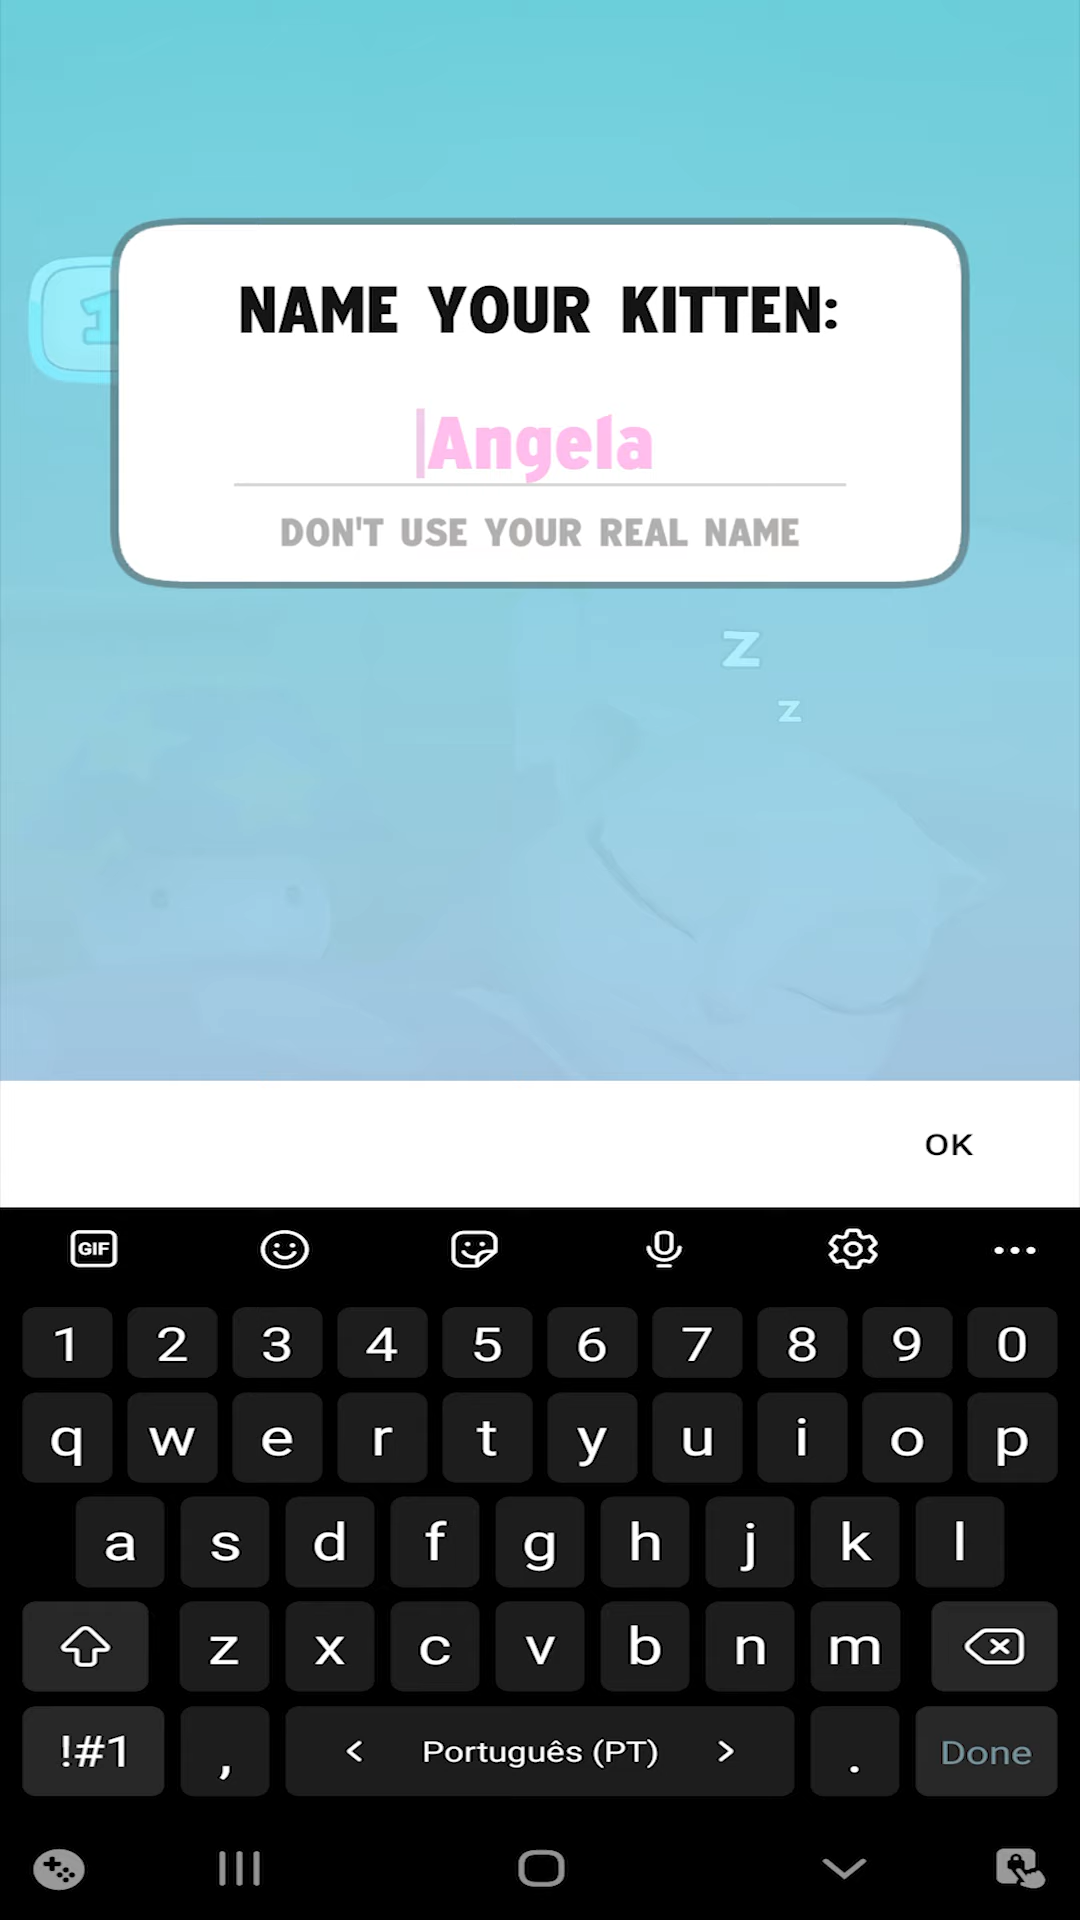 1
NAME YOUR KITTEN:
Angela
DON'T USE YOUR REAL NAME
Z
Z
OK
GIF
1 2 3 4 5 6 7 8 9 0
q w e r t y u i o p
a s d f g h j k l
z x c v b n m
!#1 , < Português (PT) > . Done